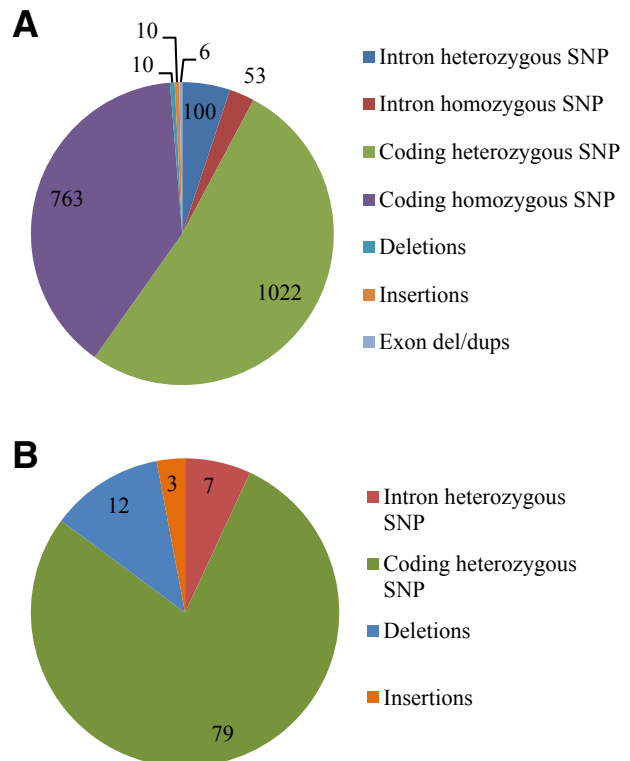 A
10
10
6
53
100
763
1022
Intron heterozygous SNP
Intron homozygous SNP
Coding heterozygous SNP
Coding homozygous SNP
Deletions
Insertions
Exon del/dups
B
12
3
7
79
Intron heterozygous
SNP
Coding heterozygous
SNP
Deletions
Insertions